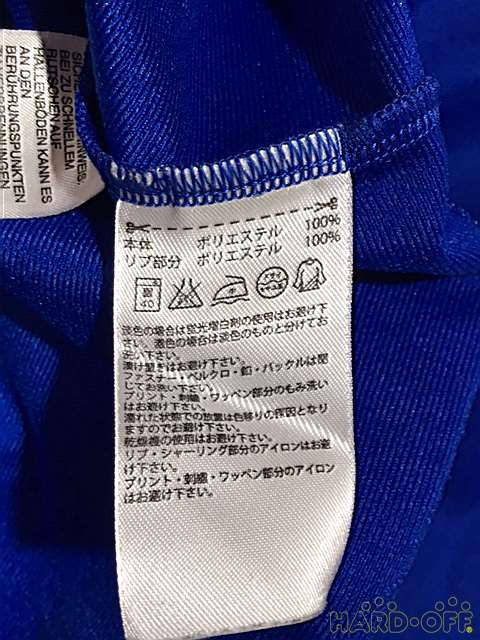 BEI ZU SCHNELLEM
RUTSCHEN AUF
HALLENBÖDEN KANN ES
AN DEN
BERÜHRUNGSPUNKTEN
本体 ポリエステル 100%
リブ部分 ポリエステル 100%
40
淡色の場合は蛍光増白剤の使用はお避け下
さい。濃色の場合は淡色のものと分けてお
洗い下さい。
漬け置きはお避け下さい。
ファスナー・ベルクロ・釦・バックルは閉
じてお洗い下さい。
プリント・刺繍・ワッペン部分のもみ洗い
はお避け下さい。
濡れた状態での放置は色移りの原因となり
ますのでお避け下さい。
乾燥機の使用はお避け下さい。
リブ・シャーリング部分のアイロンはお避
け下さい。
プリント・刺繍・ワッペン部分のアイロン
はお避け下さい。
HARD・OFF